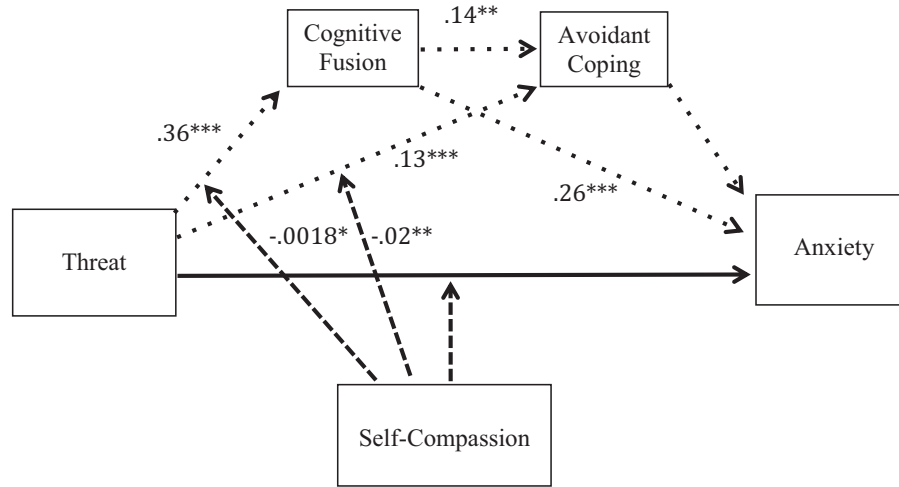 .14**
Cognitive
Fusion
Avoidant
Coping
.36***
.13***
.26***
-.0018*
-.02**
Threat
Anxiety
Self-Compassion